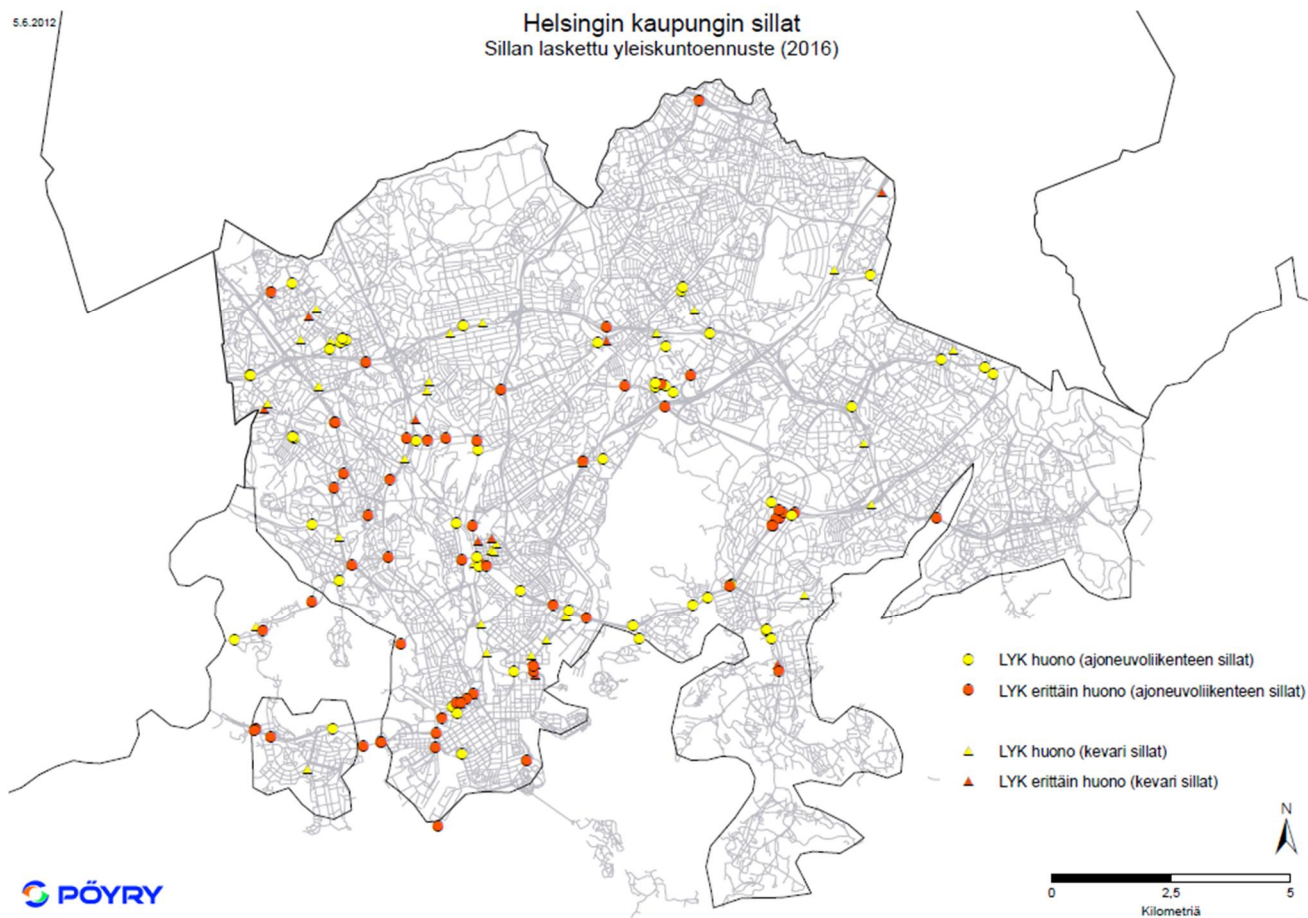 5.6.2012
Helsingin kaupungin sillat
Sillan laskettu yleiskuntoennuste (2016)
LYK huono (ajoneuvoliikenteen sillat)
LYK erittäin huono (ajoneuvoliikenteen sillat)
LYK huono (kevari sillat)
LYK erittäin huono (kevari sillat)
N
0 2,5 5
Kilometriä
PÖYRY